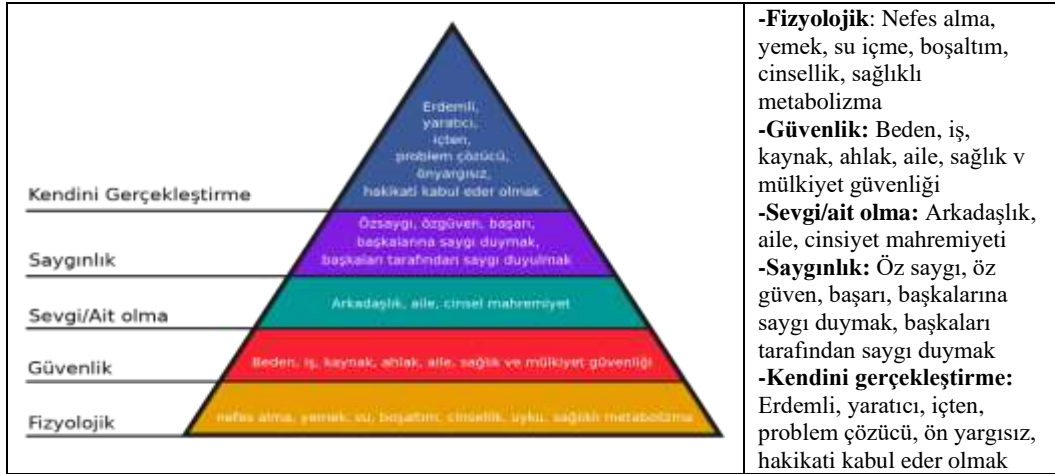 Erdemli,
yaratıcı,
içten,
problem çözücü,
önyargısız,
hakikati kabul eder olmak
Kendini Gerçekleştirme
Özsaygı, özgüven, başarı,
başkalarına saygı duymak,
başkaları tarafından saygı duyulmak
Saygınlık
Arkadaşlık, aile, cinsel mahremiyet
Sevgi/Ait olma
Beden, iş, kaynak, ahlak, aile, sağlık ve mülkiyet güvenliği
Güvenlik
nefes alma, yemek, su, boşaltım, cinsellik, uyku, sağlıklı metabolizma
Fizyolojik
-Fizyolojik: Nefes alma,
yemek, su içme, boşaltım,
cinsellik, sağlıklı
metabolizma
-Güvenlik: Beden, iş,
kaynak, ahlak, aile, sağlık v
mülkiyet güvenliği
-Sevgi/ait olma: Arkadaşlık,
aile, cinsiyet mahremiyeti
-Saygınlık: Öz saygı, öz
güven, başarı, başkalarına
saygı duymak, başkaları
tarafından saygı duymak
-Kendini gerçekleştirme:
Erdemli, yaratıcı, içten,
problem çözücü, ön yargısız,
hakikati kabul eder olmak